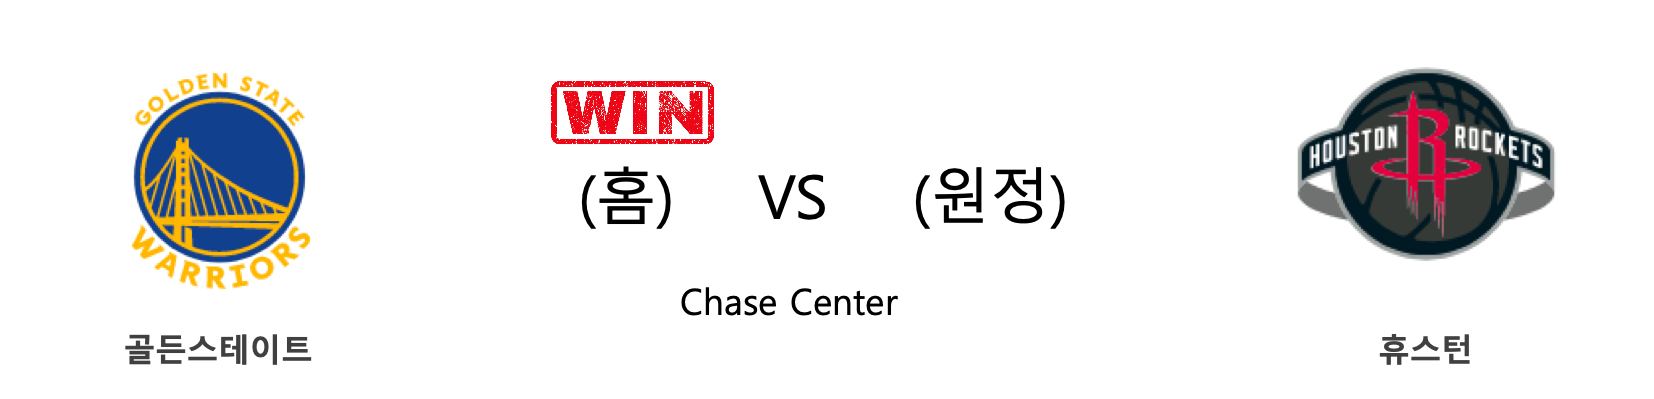 GOLDEN STATE
WARRIORS
WIN
(홈) VS (원정)
HOUSTON ROCKETS
Chase Center
골든스테이트
휴스턴